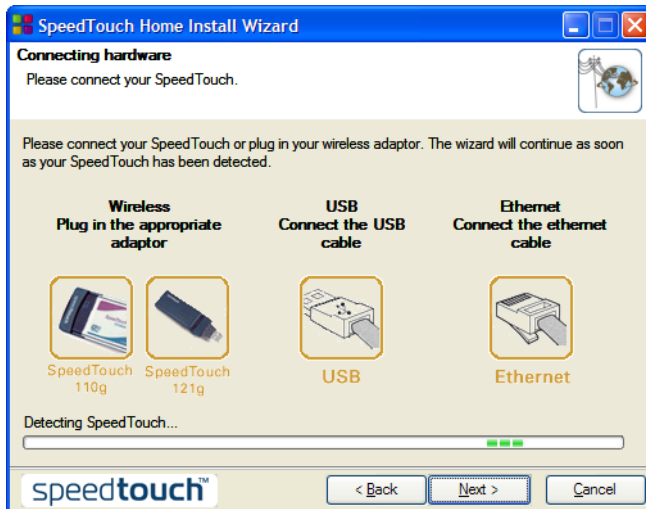 SpeedTouch Home Install Wizard
Connecting hardware
Please connect your SpeedTouch.
Please connect your SpeedTouch or plug in your wireless adaptor. The wizard will continue as soon
as your SpeedTouch has been detected.
Wireless
Plug in the appropriate
adaptor
USB
Connect the USB
cable
Ethernet
Connect the ethernet
cable
SpeedTouch
110g
SpeedTouch
121g
USB
Ethernet
Detecting SpeedTouch...
speedtouch™
< Back
Next >
Cancel